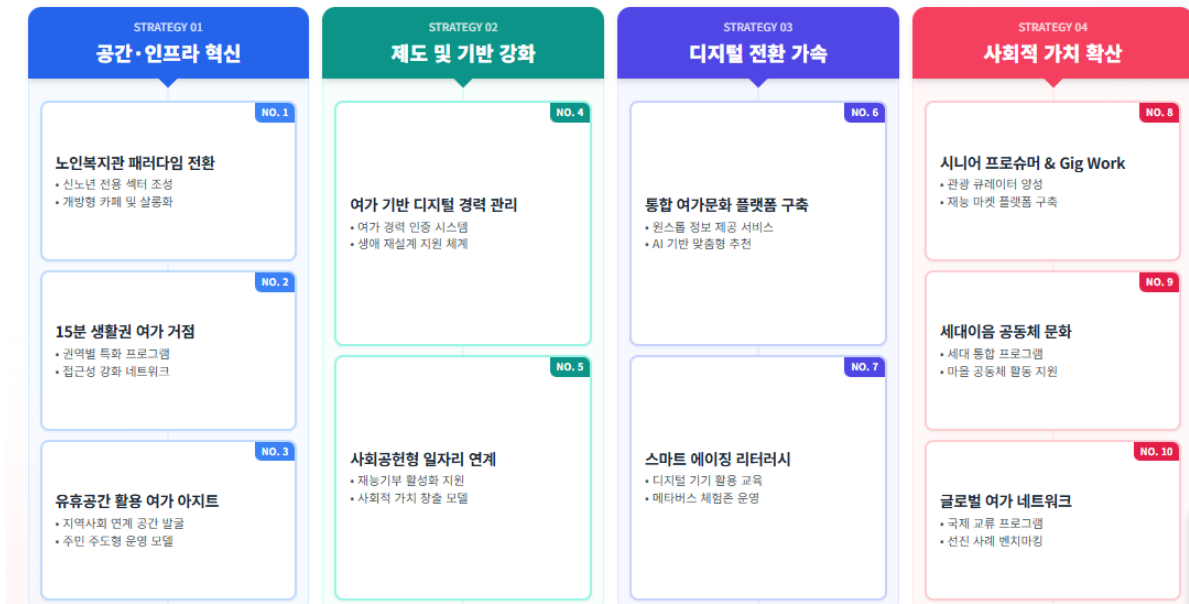 STRATEGY 01
공간·인프라 혁신
NO. 1
노인복지관 패러다임 전환
• 신노년 전용 섹터 조성
• 개방형 카페 및 살롱화
NO. 2
15분 생활권 여가 거점
• 권역별 특화 프로그램
• 접근성 강화 네트워크
NO. 3
유휴공간 활용 여가 아지트
• 지역사회 연계 공간 발굴
• 주민 주도형 운영 모델
STRATEGY 02
제도 및 기반 강화
NO. 4
여가 기반 디지털 경력 관리
• 여가 경력 인증 시스템
• 생애 재설계 지원 체계
NO. 5
사회공헌형 일자리 연계
• 재능기부 활성화 지원
• 사회적 가치 창출 모델
STRATEGY 03
디지털 전환 가속
NO. 6
통합 여가문화 플랫폼 구축
• 원스톱 정보 제공 서비스
• AI 기반 맞춤형 추천
NO. 7
스마트 에이징 리터러시
• 디지털 기기 활용 교육
• 메타버스 체험존 운영
STRATEGY 04
사회적 가치 확산
NO. 8
시니어 프로슈머 & Gig Work
• 관광 큐레이터 양성
• 재능 마켓 플랫폼 구축
NO. 9
세대이음 공동체 문화
• 세대 통합 프로그램
• 마을 공동체 활동 지원
NO. 10
글로벌 여가 네트워크
• 국제 교류 프로그램
• 선진 사례 벤치마킹